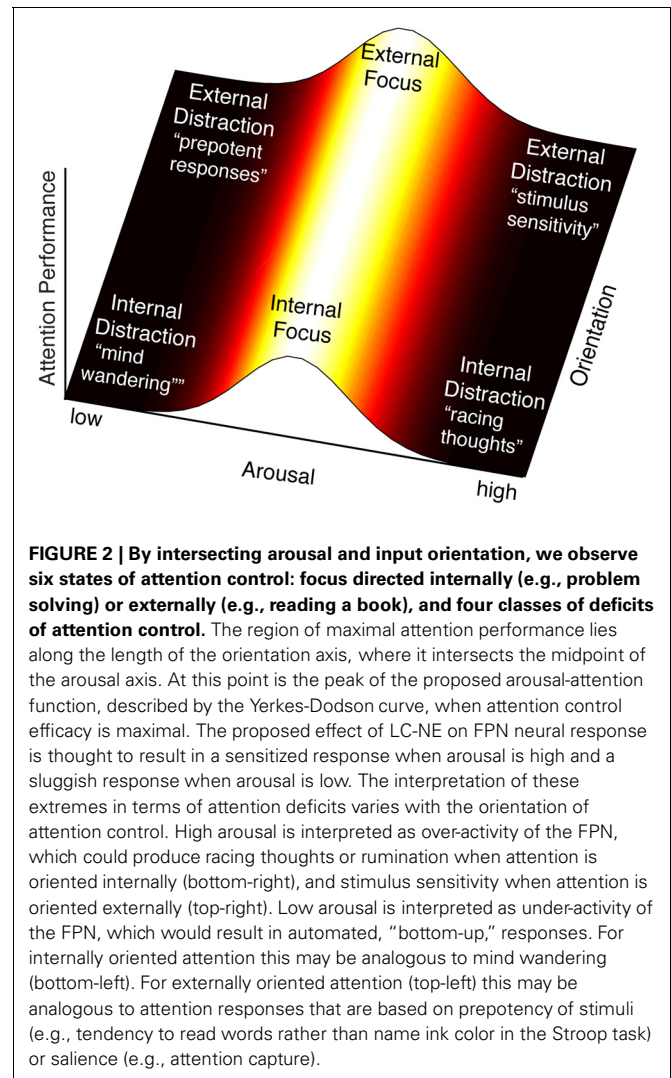 External
Focus
External
Distraction
“prepotent
responses”
External
Distraction
“stimulus
sensitivity”
Attention Performance
Internal
Distraction
“mind
wandering””
Internal
Focus
Internal
Distraction
“racing
thoughts”
Orientation
low
Arousal
high
FIGURE 2 | By intersecting arousal and input orientation, we observe
six states of attention control: focus directed internally (e.g., problem
solving) or externally (e.g., reading a book), and four classes of deficits
of attention control. The region of maximal attention performance lies
along the length of the orientation axis, where it intersects the midpoint of
the arousal axis. At this point is the peak of the proposed arousal-attention
function, described by the Yerkes-Dodson curve, when attention control
efficacy is maximal. The proposed effect of LC-NE on FPN neural response
is thought to result in a sensitized response when arousal is high and a
sluggish response when arousal is low. The interpretation of these
extremes in terms of attention deficits varies with the orientation of
attention control. High arousal is interpreted as over-activity of the FPN,
which could produce racing thoughts or rumination when attention is
oriented internally (bottom-right), and stimulus sensitivity when attention is
oriented externally (top-right). Low arousal is interpreted as under-activity of
the FPN, which would result in automated, “bottom-up,” responses. For
internally oriented attention this may be analogous to mind wandering
(bottom-left). For externally oriented attention (top-left) this may be
analogous to attention responses that are based on prepotency of stimuli
(e.g., tendency to read words rather than name ink color in the Stroop task)
or salience (e.g., attention capture).